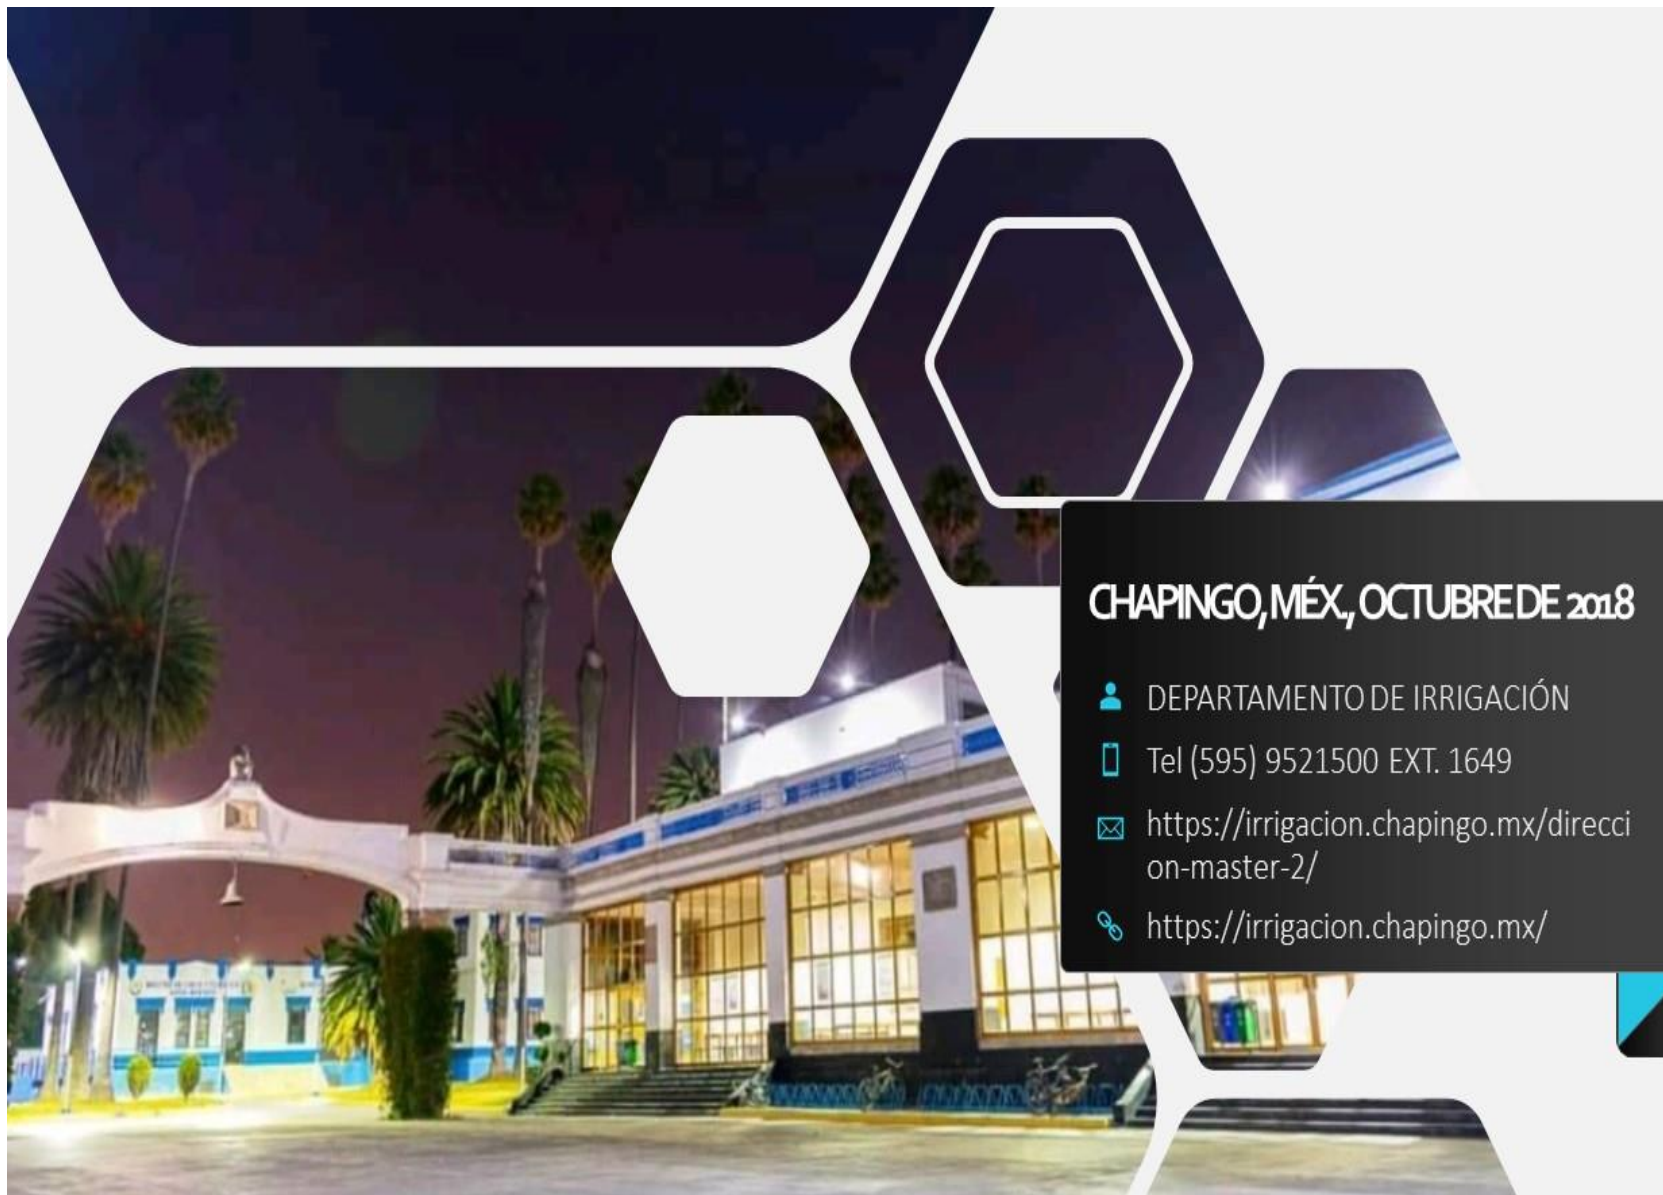 CHAPINGO, MÉX., OCTUBRE DE 2018
DEPARTAMENTO DE IRRIGACIÓN
Tel (595) 9521500 EXT. 1649
https://irrigacion.chapingo.mx/direcci
on-master-2/
https://irrigacion.chapingo.mx/